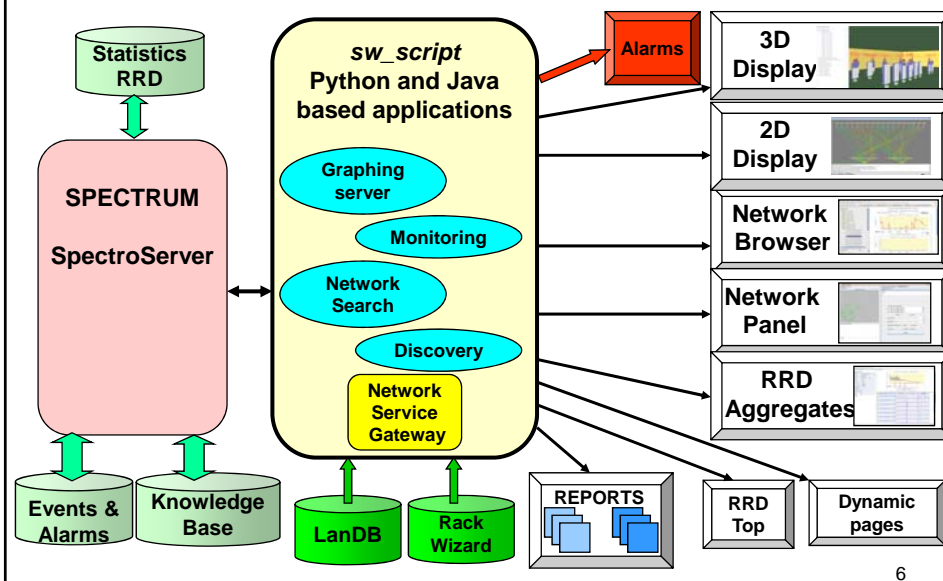 Statistics
RRD
SPECTRUM
SpectroServer
Events &
Alarms
Knowledge
Base
sw_script
Python and Java
based applications
Graphing
server
Monitoring
Network
Search
Discovery
Network
Service
Gateway
LanDB
Rack
Wizard
Alarms
3D
Display
2D
Display
Network
Browser
Network
Panel
RRD
Aggregates
REPORTS
RRD
Top
Dynamic
pages
6